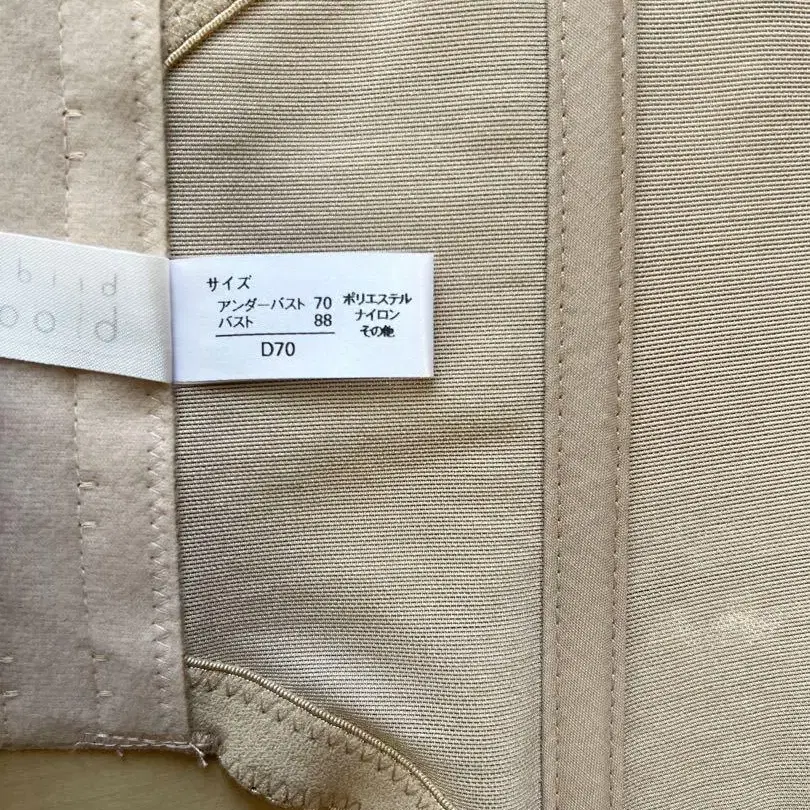 サイズ
アンダーバスト 70
バスト 88
D70
ポリエステル
ナイロン
その他